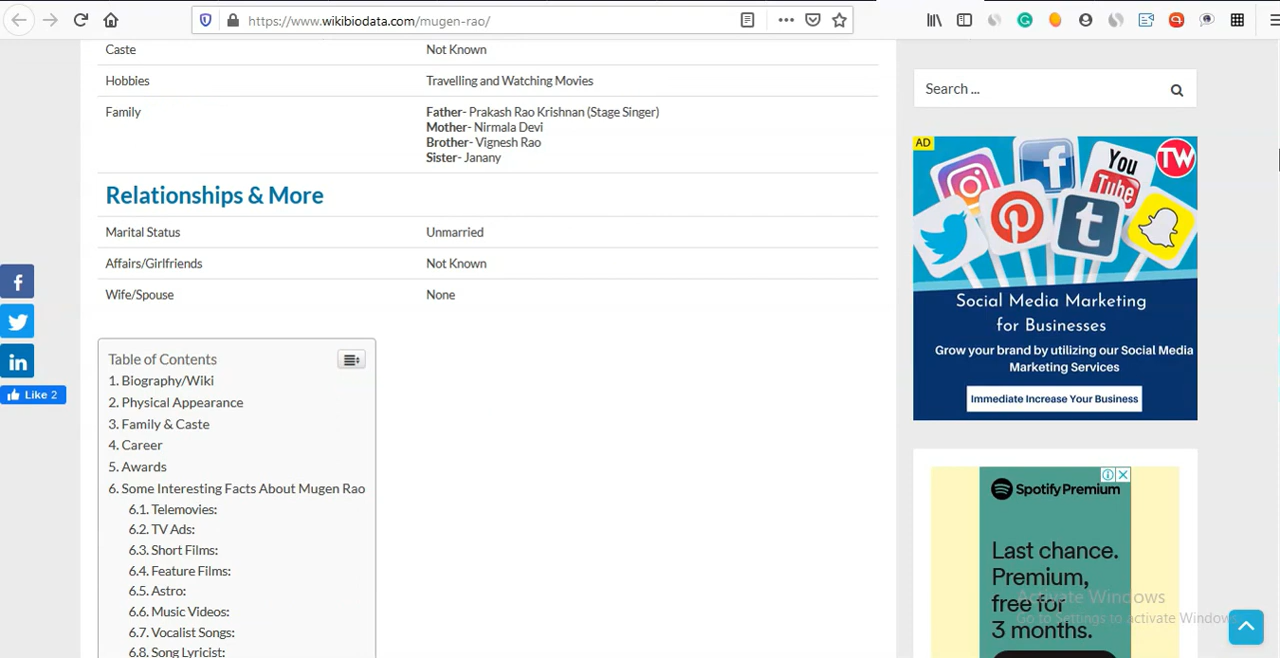 https://www.wikibiodata.com/mugen-rao/
Caste Not Known
Hobbies Travelling and Watching Movies
Family Father- Prakash Rao Krishnan (Stage Singer)
Mother- Nirmala Devi
Brother- Vignesh Rao
Sister- Janany
Relationships & More
Marital Status Unmarried
Affairs/Girlfriends Not Known
Wife/Spouse None
Like 2
Table of Contents
1. Biography/Wiki
2. Physical Appearance
3. Family & Caste
4. Career
5. Awards
6. Some Interesting Facts About Mugen Rao
6.1. Telemovies:
6.2. TV Ads:
6.3. Short Films:
6.4. Feature Films:
6.5. Astro:
6.6. Music Videos:
6.7. Vocalist Songs:
6.8. Song Lyricist:
Search ...
AD
You
Tube
TW
Social Media Marketing
for Businesses
Grow your brand by utilizing our Social Media
Marketing Services
Immediate Increase Your Business
Spotify Premium
Last chance.
Premium,
free for
3 months.
Activate Windows
Go to Settings to activate Windows.